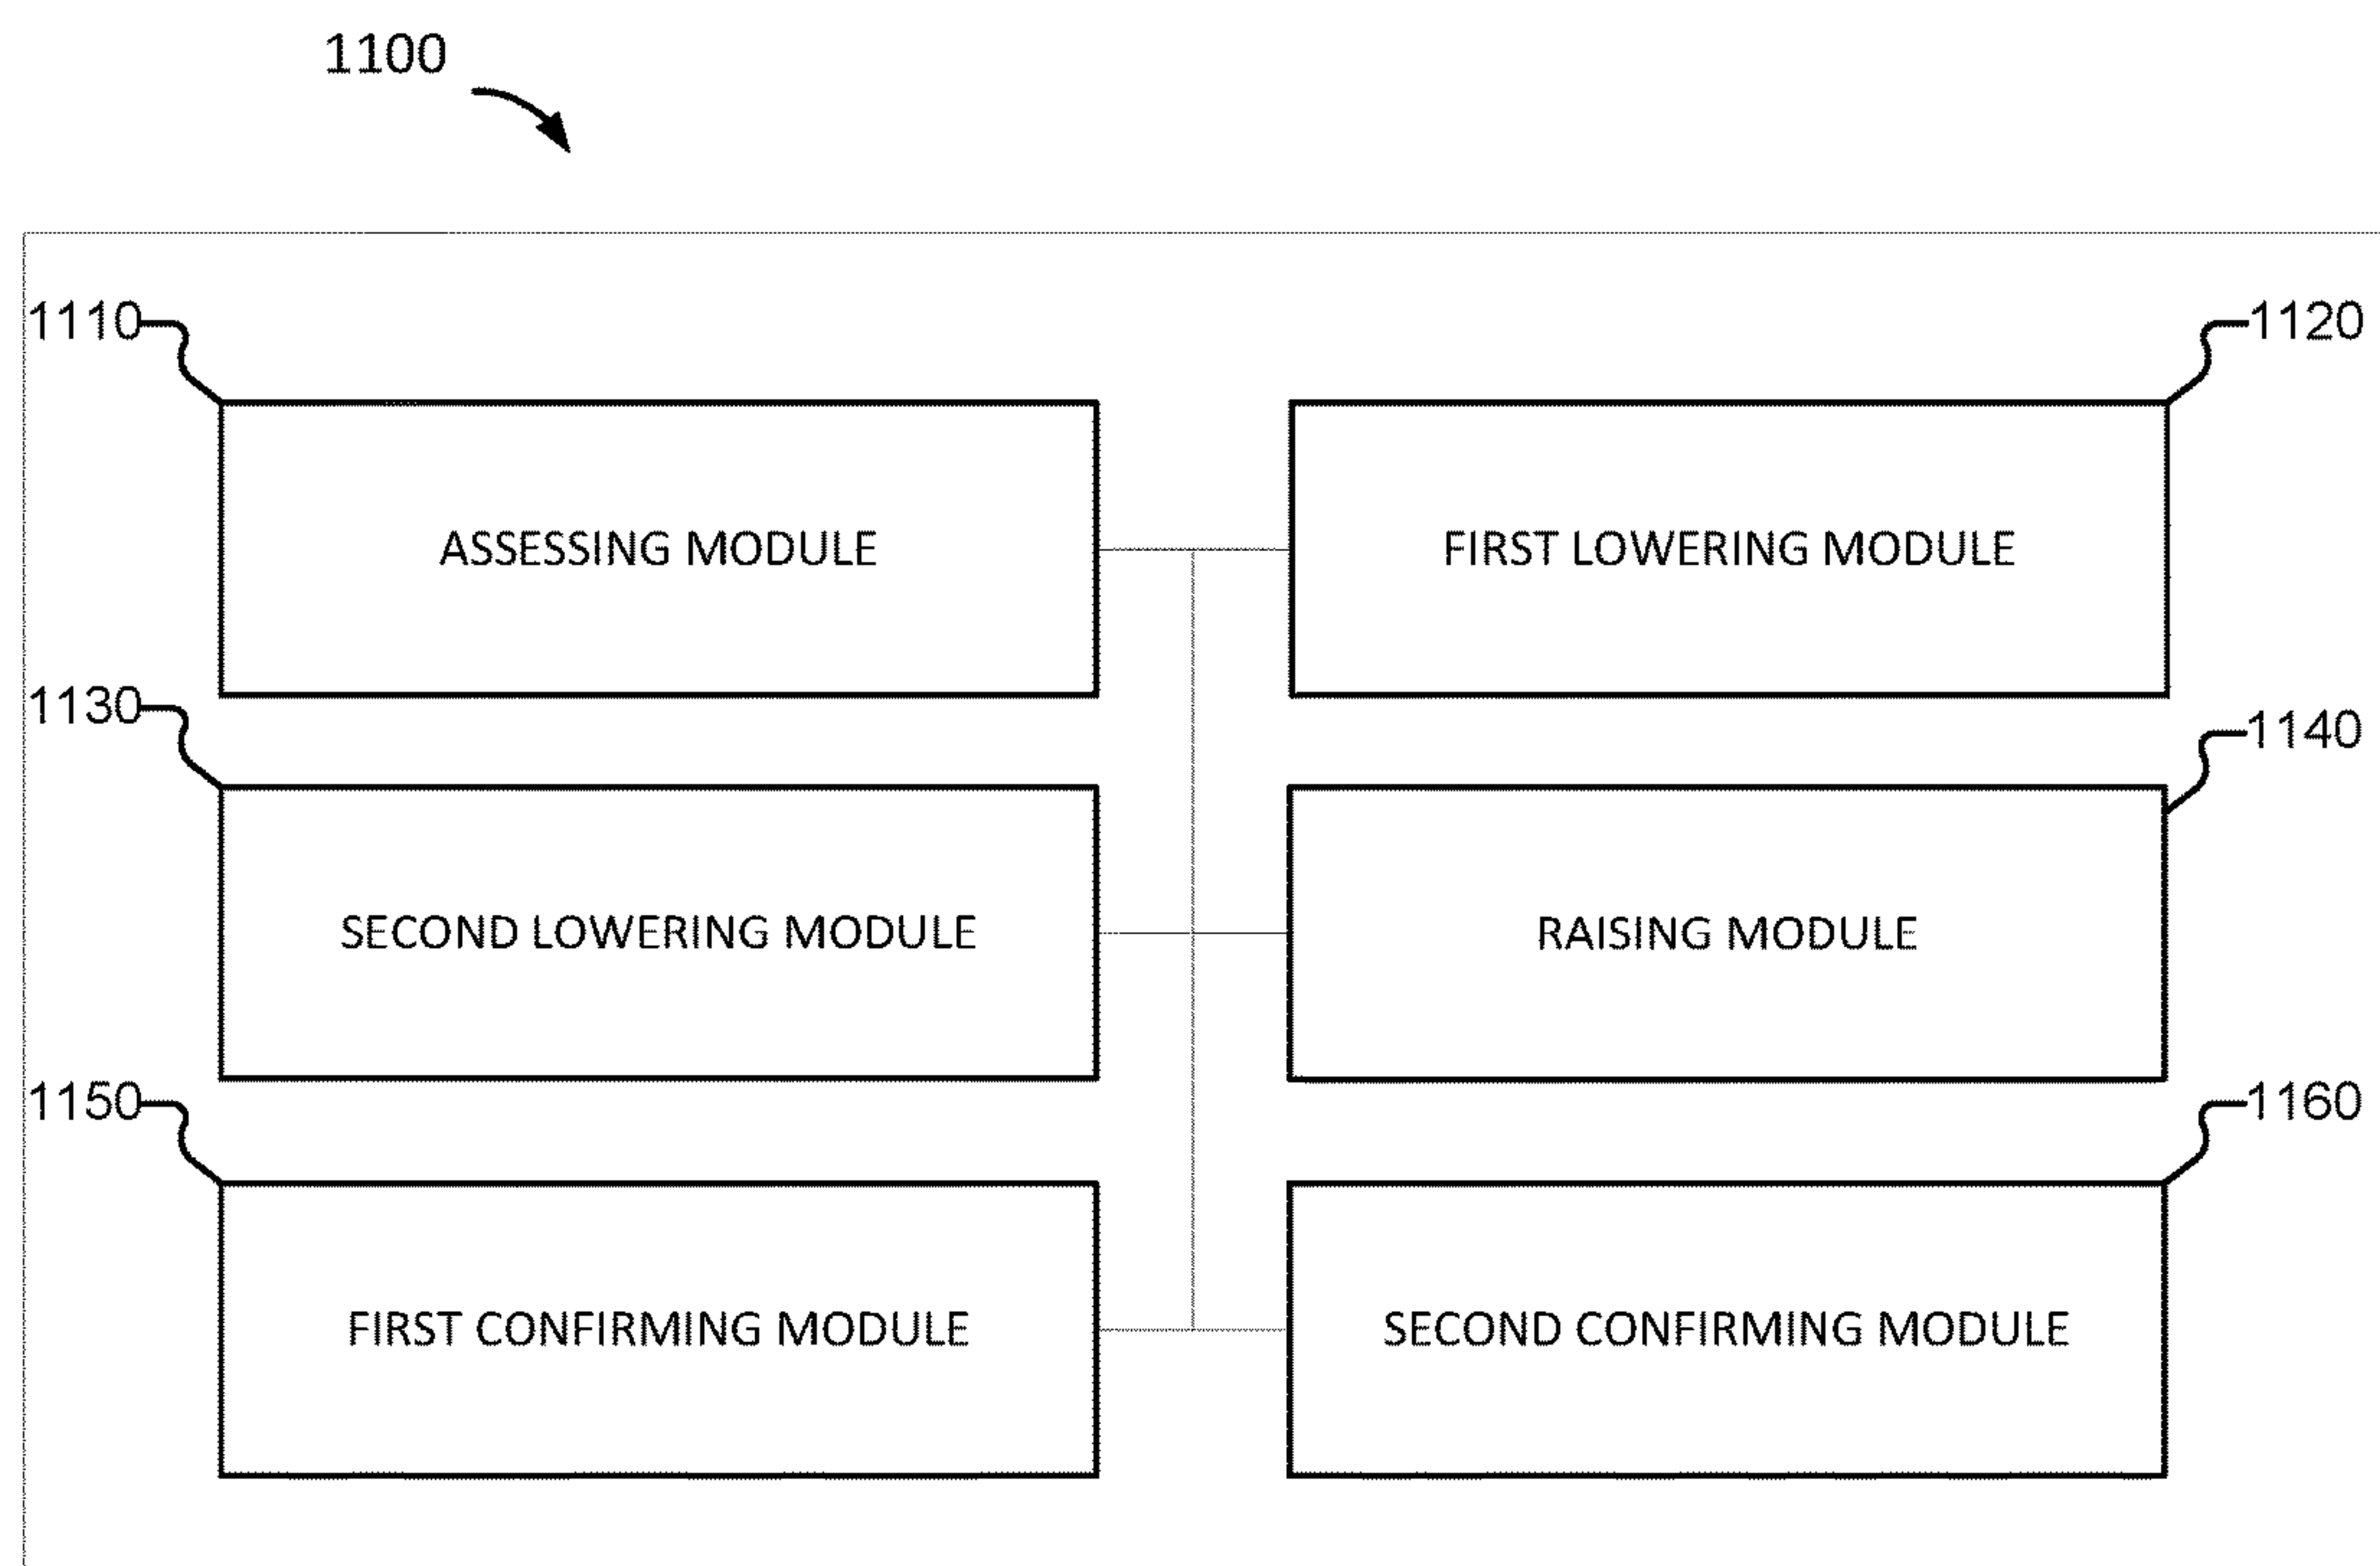 1100
1110
1120
ASSESSING MODULE
FIRST LOWERING MODULE
1130
1140
SECOND LOWERING MODULE
RAISING MODULE
1150
1160
FIRST CONFIRMING MODULE
SECOND CONFIRMING MODULE